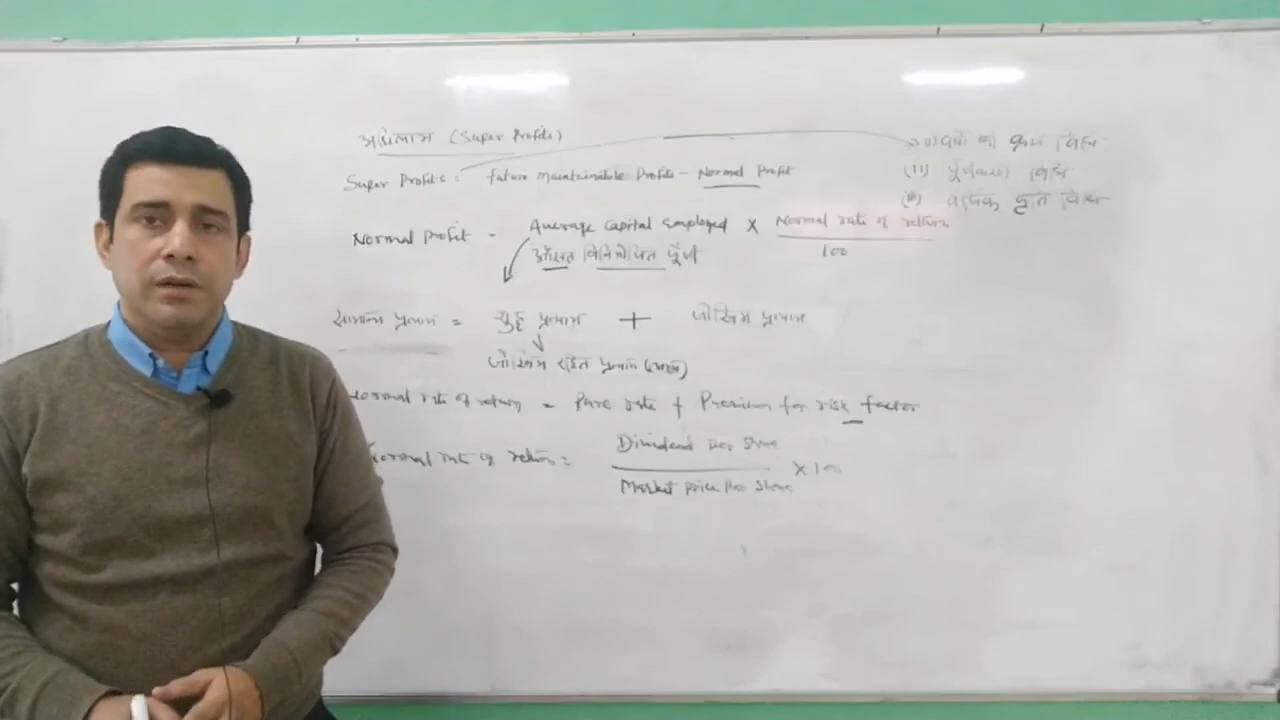 अधिलाभ (Super Profits)
Super Profits = Future Maintainable Profits - Normal Profit
Normal Profit = Average Capital Employed X Normal rate of return
100
औसत विनियोजित पूँजी
(i)
(ii) पूंजीकरण विधि
(iii) वार्षिक वृत्ति विधि
सामान्य प्रत्याय = शुद्ध प्रत्याय + जोखिम प्रत्याय
जोखिम रहित प्रत्याय
Normal rate of return = Pure rate + Premium for risk factor
Normal rate of return = Dividend Per Share X 100
Market Price Per Share